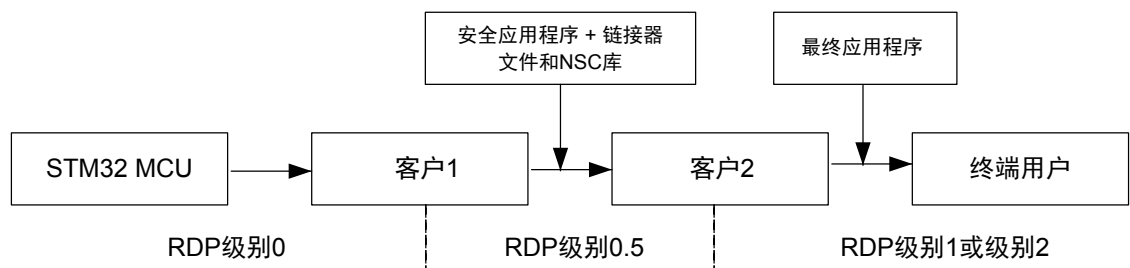 安全应用程序 + 链接器
文件和NSC库
最终应用程序
STM32 MCU
客户1
客户2
终端用户
RDP级别0
RDP级别0.5
RDP级别1或级别2